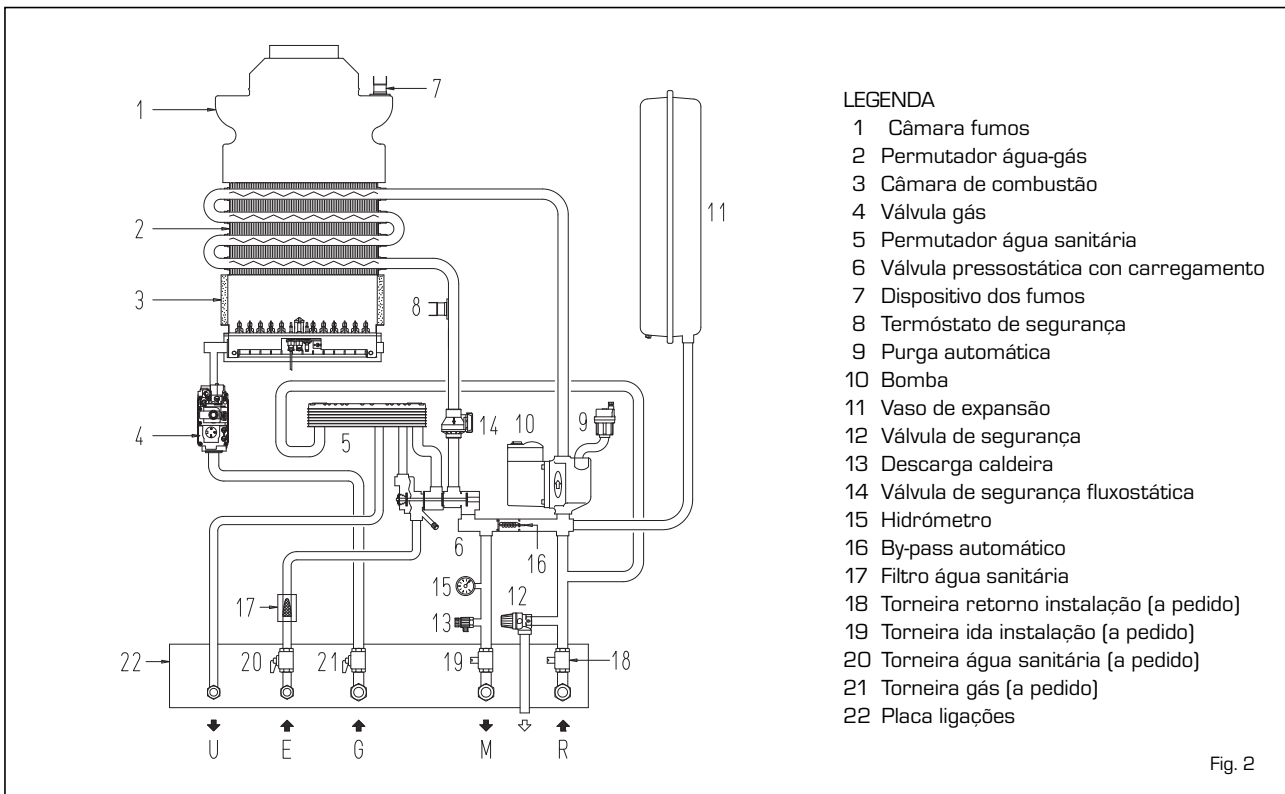 1
7
2
3
8
11
4
5
14
10
9
6
16
15
12
17
13
22
20
21
19
18
U
E
G
M
R
LEGENDA
1 Câmara fumos
2 Permutador água-gás
3 Câmara de combustão
4 Válvula gás
5 Permutador água sanitária
6 Válvula pressostática con carregamento
7 Dispositivo dos fumos
8 Termóstato de segurança
9 Purga automática
10 Bomba
11 Vaso de expansão
12 Válvula de segurança
13 Descarga caldeira
14 Válvula de segurança fluxostática
15 Hidrómetro
16 By-pass automático
17 Filtro água sanitária
18 Torneira retorno instalação (a pedido)
19 Torneira ida instalação (a pedido)
20 Torneira água sanitária (a pedido)
21 Torneira gás (a pedido)
22 Placa ligações
Fig. 2